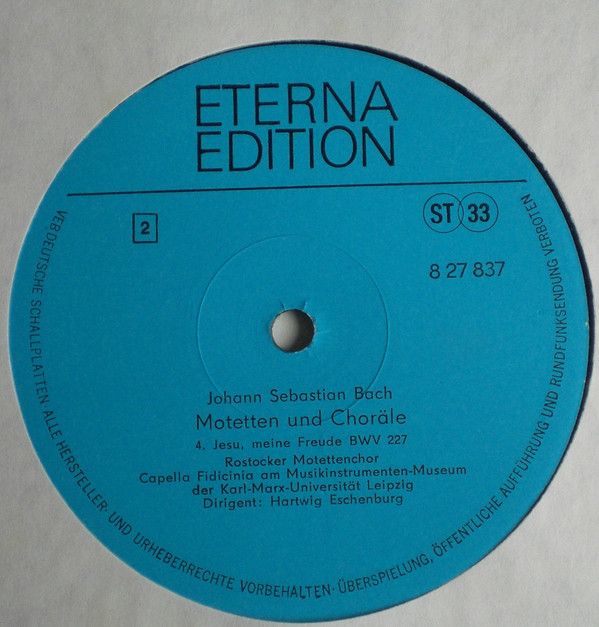 ETERNA
EDITION
2
ST 33
8 27 837
Johann Sebastian Bach
Motetten und Choräle
4. Jesu, meine Freude BWV 227
Rostocker Motettenchor
Capella Fidicinia am Musikinstrumenten-Museum
der Karl-Marx-Universität Leipzig
Dirigent: Hartwig Eschenburg
VEB DEUTSCHE SCHALLPLATTEN · ALLE HERSTELLER- UND URHEBERRECHTE VORBEHALTEN · ÜBERSPIELUNG, ÖFFENTLICHE AUFFÜHRUNG UND RUNDFUNKSENDUNG VERBOTEN